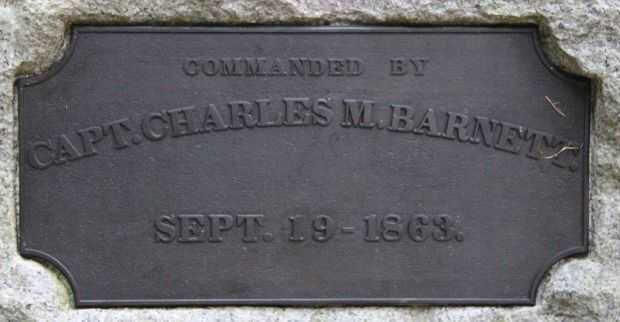 COMMANDED BY
CAPT. CHARLES M. BARNETT.
SEPT. 19-1863.